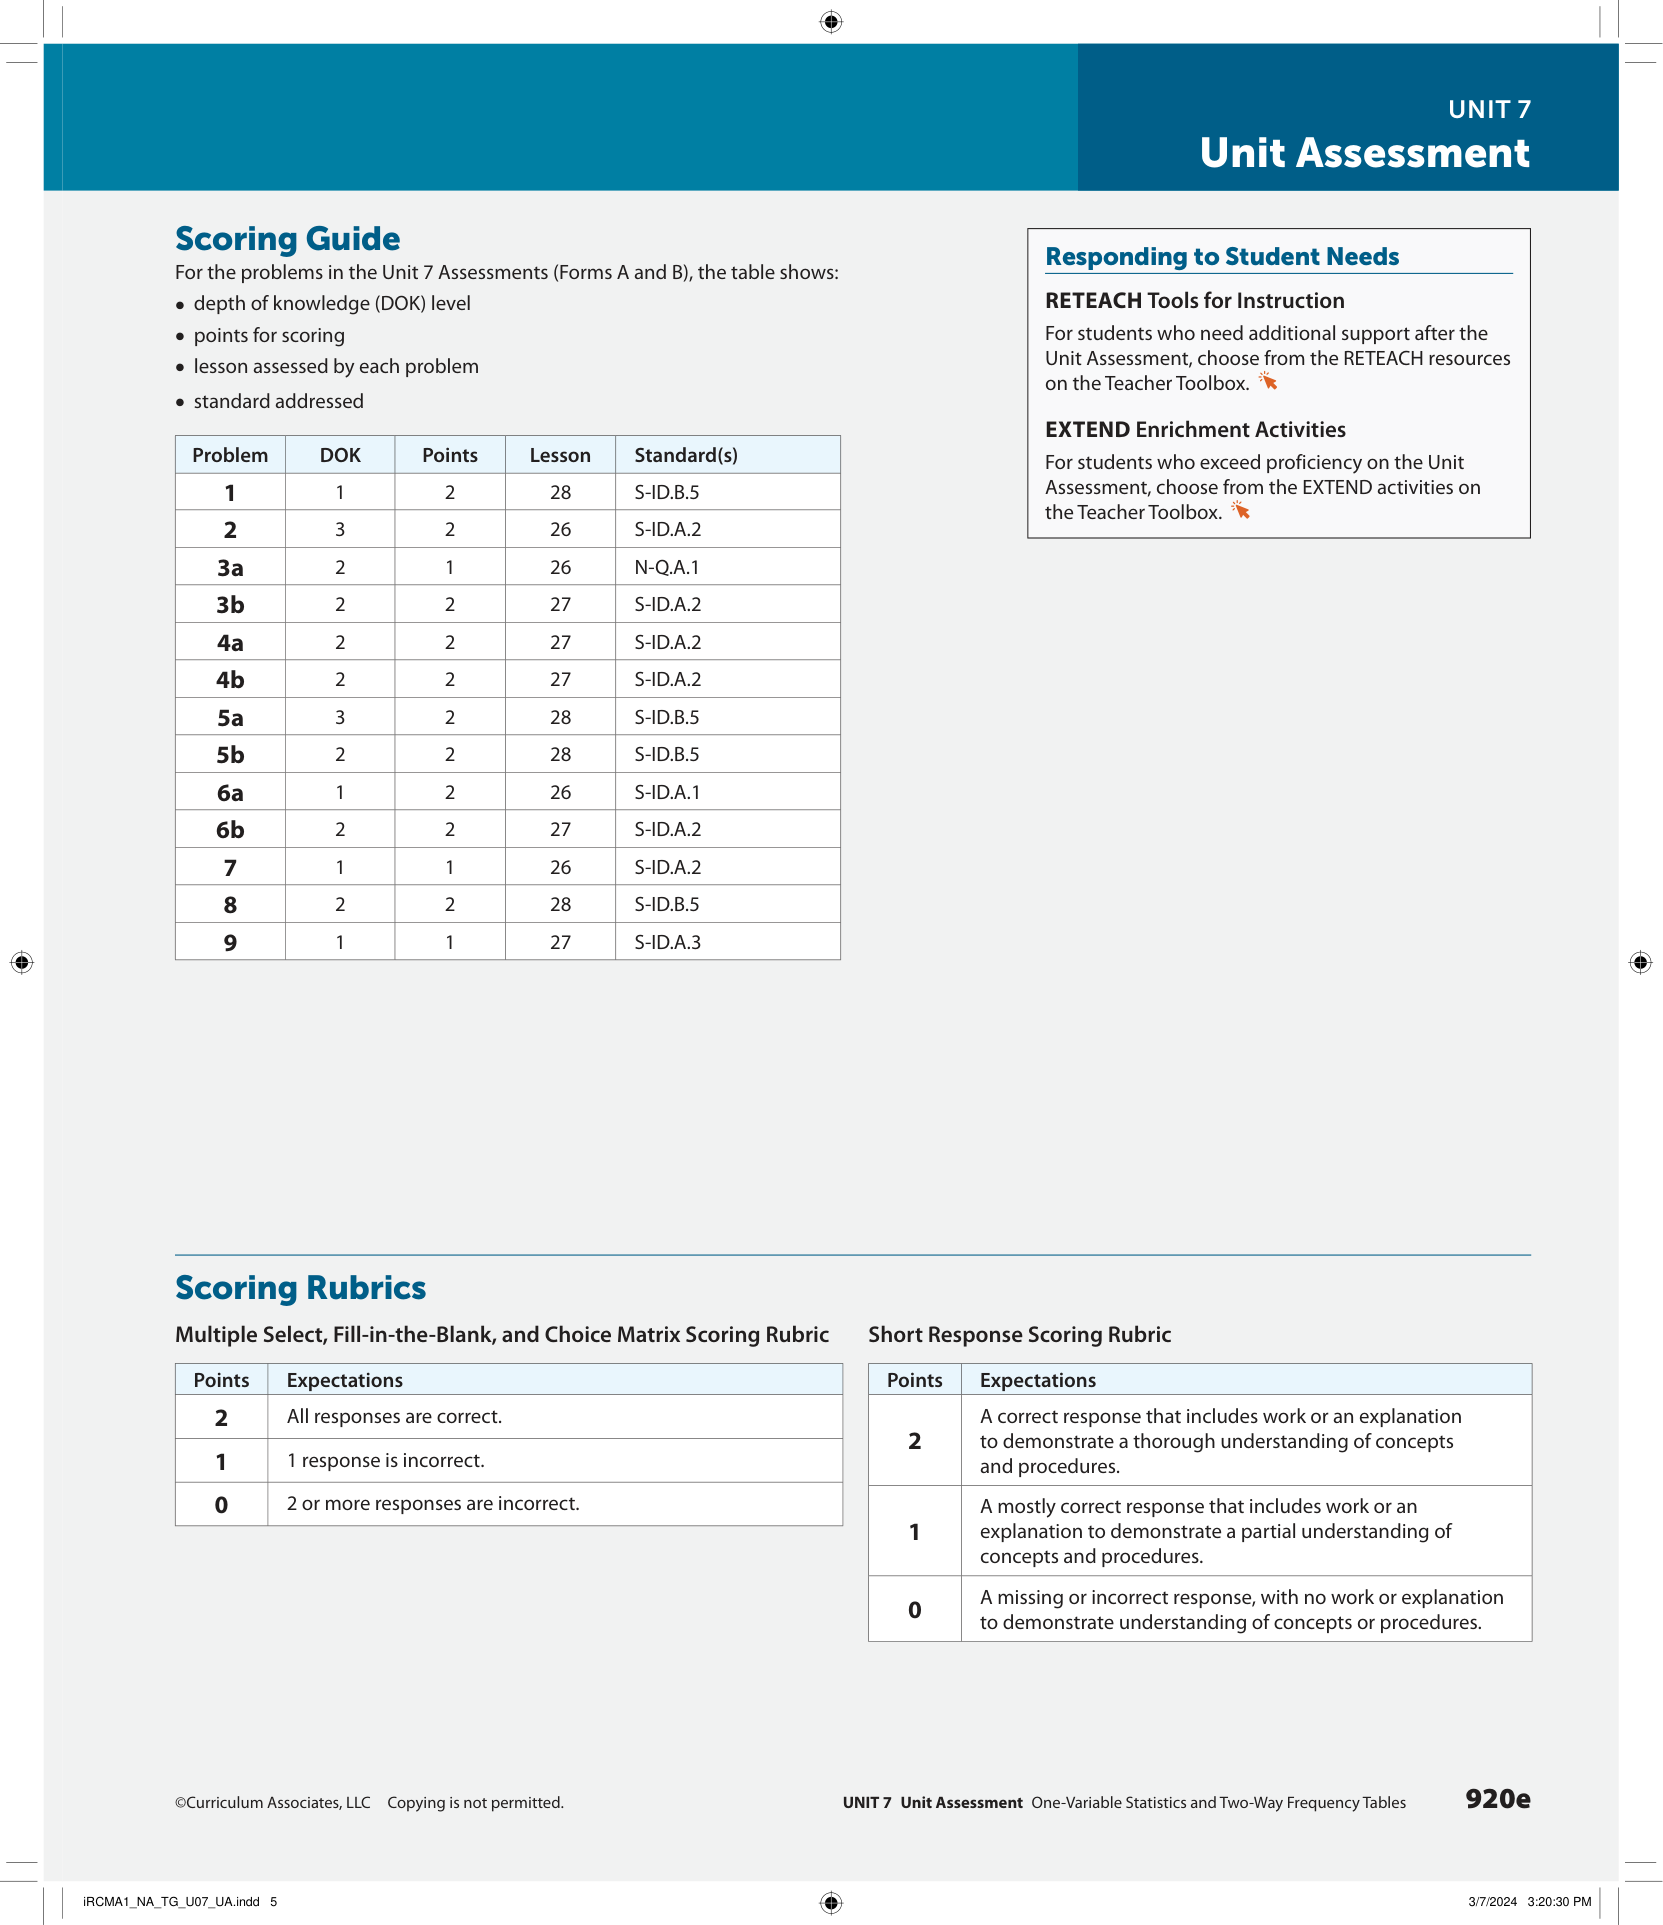 UNIT 7
Unit Assessment
Scoring Guide
For the problems in the Unit 7 Assessments (Forms A and B), the table shows:
• depth of knowledge (DOK) level
• points for scoring
• lesson assessed by each problem
• standard addressed
Problem DOK Points Lesson Standard(s)
1 1 2 28 S-ID.B.5
2 3 2 26 S-ID.A.2
3a 2 1 26 N-Q.A.1
3b 2 2 27 S-ID.A.2
4a 2 2 27 S-ID.A.2
4b 2 2 27 S-ID.A.2
5a 3 2 28 S-ID.B.5
5b 2 2 28 S-ID.B.5
6a 1 2 26 S-ID.A.1
6b 2 2 27 S-ID.A.2
7 1 1 26 S-ID.A.2
8 2 2 28 S-ID.B.5
9 1 1 27 S-ID.A.3
Responding to Student Needs
RETEACH Tools for Instruction
For students who need additional support after the
Unit Assessment, choose from the RETEACH resources
on the Teacher Toolbox.
EXTEND Enrichment Activities
For students who exceed proficiency on the Unit
Assessment, choose from the EXTEND activities on
the Teacher Toolbox.
Scoring Rubrics
Multiple Select, Fill-in-the-Blank, and Choice Matrix Scoring Rubric
Points Expectations
2 All responses are correct.
1 1 response is incorrect.
0 2 or more responses are incorrect.
Short Response Scoring Rubric
Points Expectations
2 A correct response that includes work or an explanation
to demonstrate a thorough understanding of concepts
and procedures.
1 A mostly correct response that includes work or an
explanation to demonstrate a partial understanding of
concepts and procedures.
0 A missing or incorrect response, with no work or explanation
to demonstrate understanding of concepts or procedures.
©Curriculum Associates, LLC Copying is not permitted.
UNIT 7 Unit Assessment One-Variable Statistics and Two-Way Frequency Tables 920e
iRCMA1_NA_TG_U07_UA.indd 5
3/7/2024 3:20:30 PM